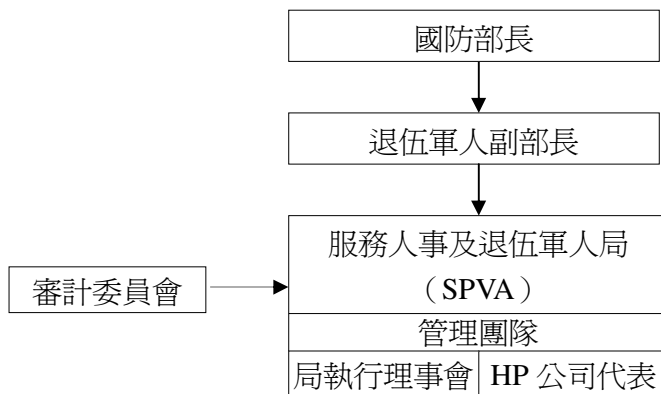 國防部長
退伍軍人副部長
服務人事及退伍軍人局
（SPVA）
審計委員會
管理團隊
局執行理事會
HP 公司代表